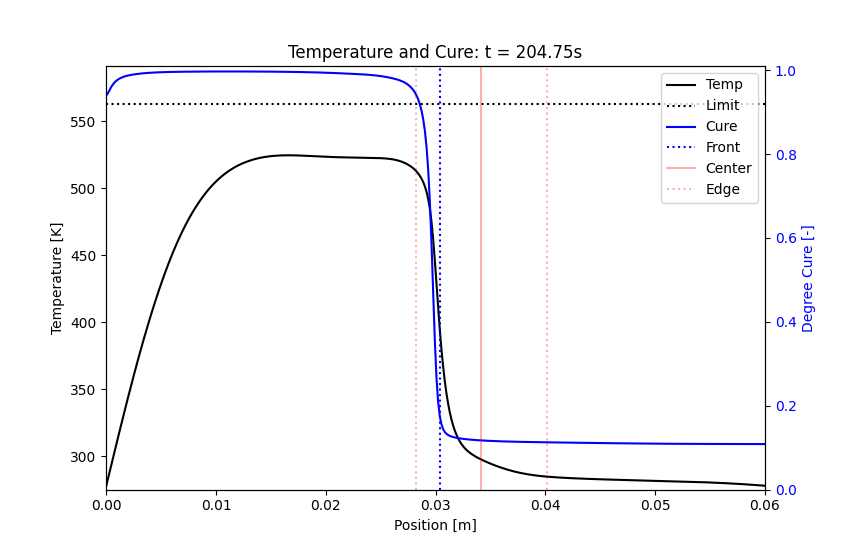 Temperature and Cure: t = 204.75s
Temperature [K]
550
500
450
400
350
300
0.00
0.01
0.02
0.03
0.04
0.05
0.06
Position [m]
1.0
0.8
0.6
0.4
0.2
0.0
Degree Cure [-]
Temp
Limit
Cure
Front
Center
Edge